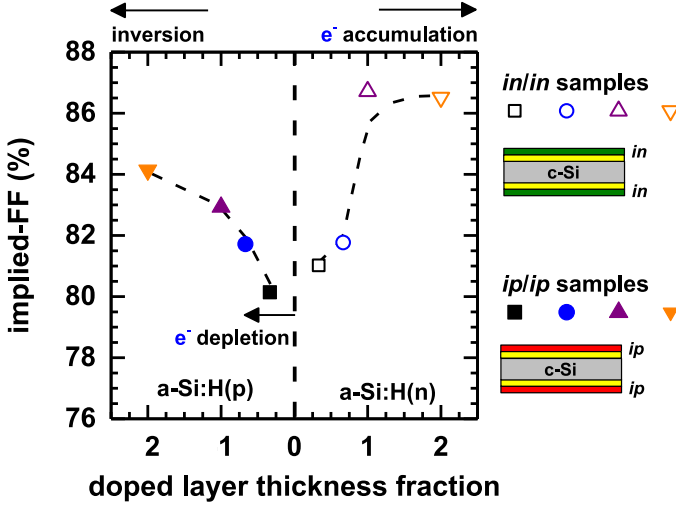 inversion
e- accumulation
88
86
84
82
80
78
76
implied-FF (%)
e- depletion
a-Si:H(p)
a-Si:H(n)
2
1
0
1
2
doped layer thickness fraction
in/in samples
in
c-Si
in
ip/ip samples
ip
c-Si
ip